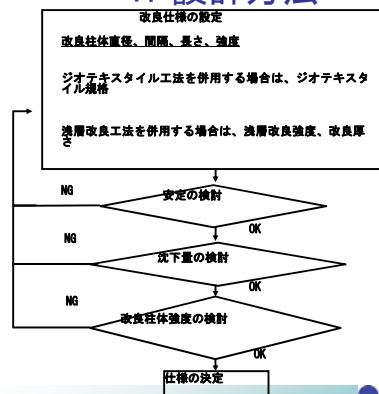 改良仕様の設定
改良柱体直径、間隔、長さ、強度
ジオテキスタイル工法を併用する場合は、ジオテキスタ
イル規格
浅層改良工法を併用する場合は、浅層改良強度、改良厚
さ
NG
安定の検討
OK
NG
沈下量の検討
OK
NG
改良柱体強度の検討
OK
仕様の決定